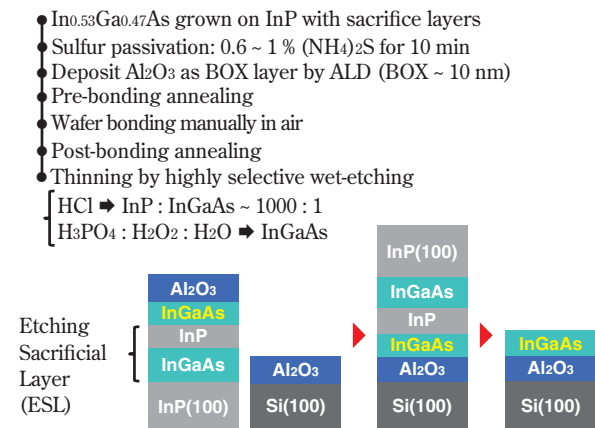 In0.53Ga0.47As grown on InP with sacrifice layers
Sulfur passivation: 0.6 ~ 1 % (NH4)2S for 10 min
Deposit Al2O3 as BOX layer by ALD (BOX ~ 10 nm)
Pre-bonding annealing
Wafer bonding manually in air
Post-bonding annealing
Thinning by highly selective wet-etching
HCl ➡ InP : InGaAs ~ 1000 : 1
H3PO4 : H2O2 : H2O ➡ InGaAs
Etching
Sacrificial
Layer
(ESL)
Al2O3
InGaAs
InP
InGaAs
InP(100)
Al2O3
Si(100)
InP(100)
InGaAs
InP
InGaAs
Al2O3
Si(100)
InGaAs
Al2O3
Si(100)